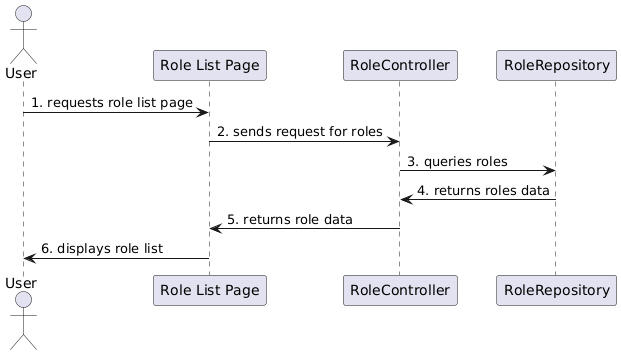 User
Role List Page
RoleController
RoleRepository
1. requests role list page
2. sends request for roles
3. queries roles
4. returns roles data
5. returns role data
6. displays role list
User
Role List Page
RoleController
RoleRepository